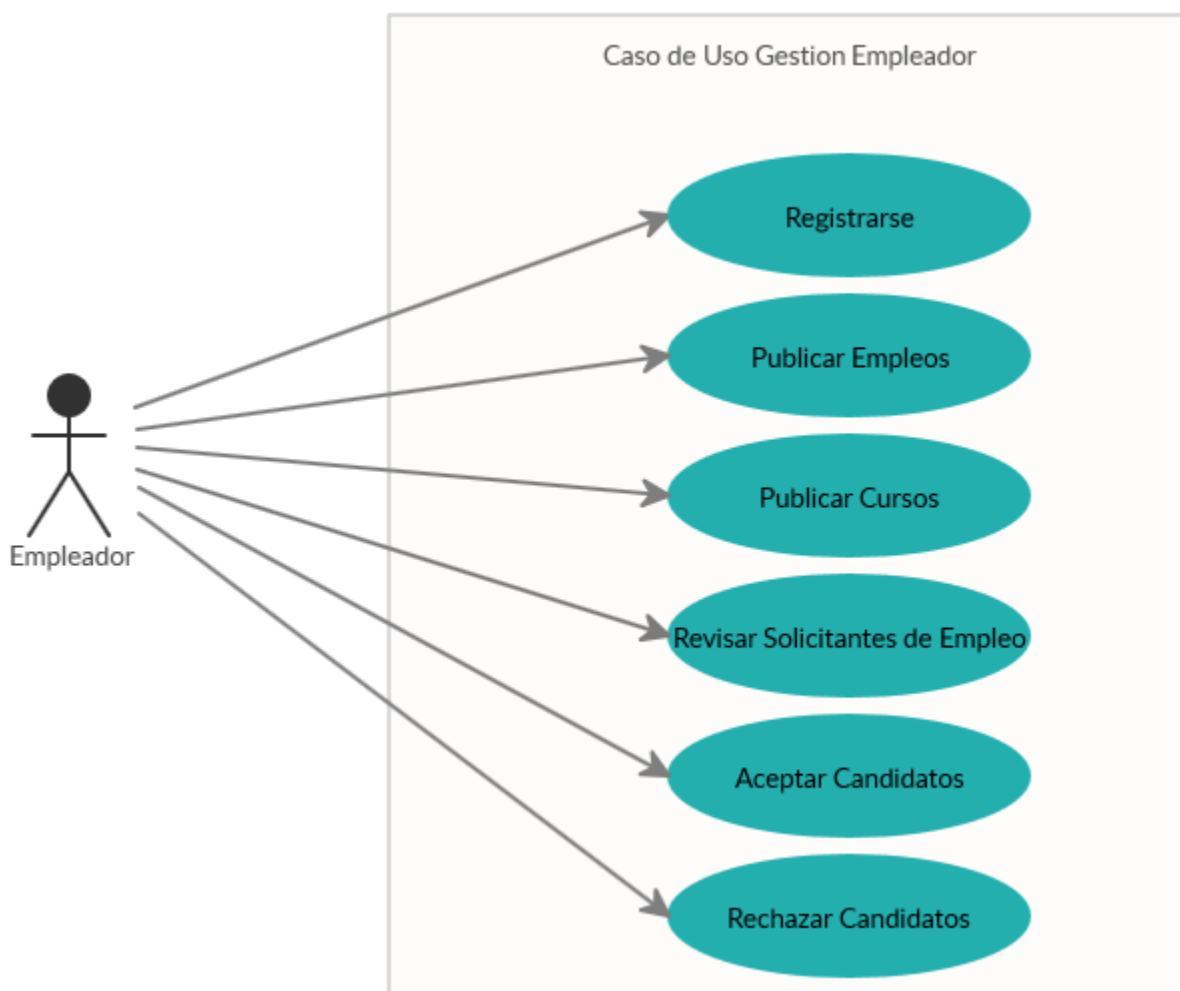 Caso de Uso Gestion Empleador
Registrarse
Publicar Empleos
Publicar Cursos
Empleador
Revisar Solicitantes de Empleo
Aceptar Candidatos
Rechazar Candidatos